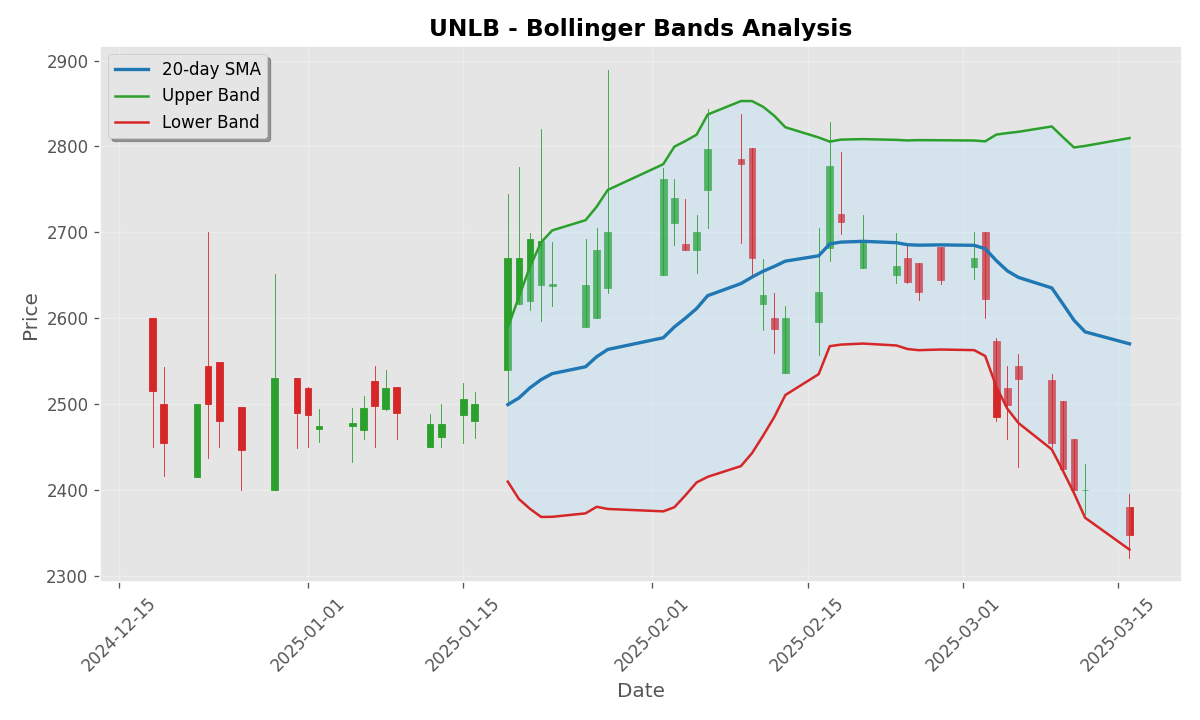 UNLB - Bollinger Bands Analysis
20-day SMA
Upper Band
Lower Band
2900
2800
2700
2600
2500
2400
2300
Price
2024-12-15
2025-01-01
2025-01-15
2025-02-01
2025-02-15
2025-03-01
2025-03-15
Date